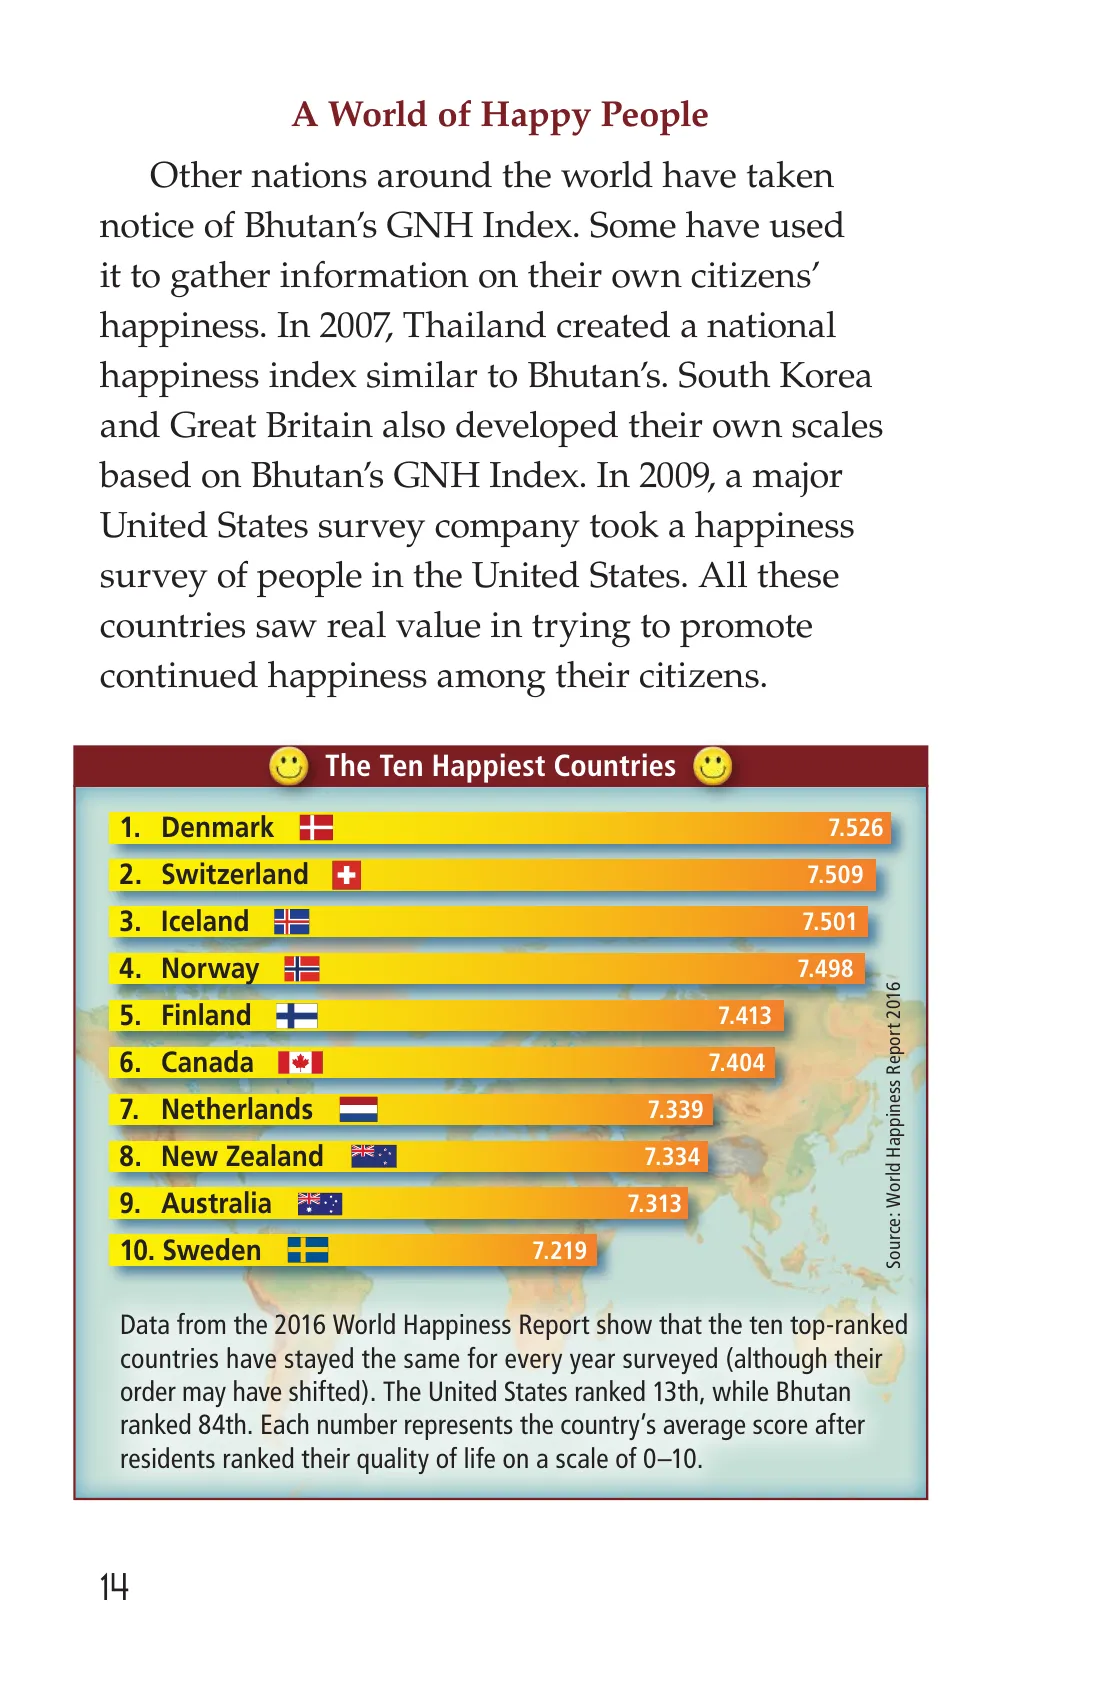 A World of Happy People
Other nations around the world have taken
notice of Bhutan’s GNH Index. Some have used
it to gather information on their own citizens’
happiness. In 2007, Thailand created a national
happiness index similar to Bhutan’s. South Korea
and Great Britain also developed their own scales
based on Bhutan’s GNH Index. In 2009, a major
United States survey company took a happiness
survey of people in the United States. All these
countries saw real value in trying to promote
continued happiness among their citizens.
The Ten Happiest Countries
1. Denmark 7.526
2. Switzerland 7.509
3. Iceland 7.501
4. Norway 7.498
5. Finland 7.413
6. Canada 7.404
7. Netherlands 7.339
8. New Zealand 7.334
9. Australia 7.313
10. Sweden 7.219
Source: World Happiness Report 2016
Data from the 2016 World Happiness Report show that the ten top-ranked
countries have stayed the same for every year surveyed (although their
order may have shifted). The United States ranked 13th, while Bhutan
ranked 84th. Each number represents the country’s average score after
residents ranked their quality of life on a scale of 0–10.
14